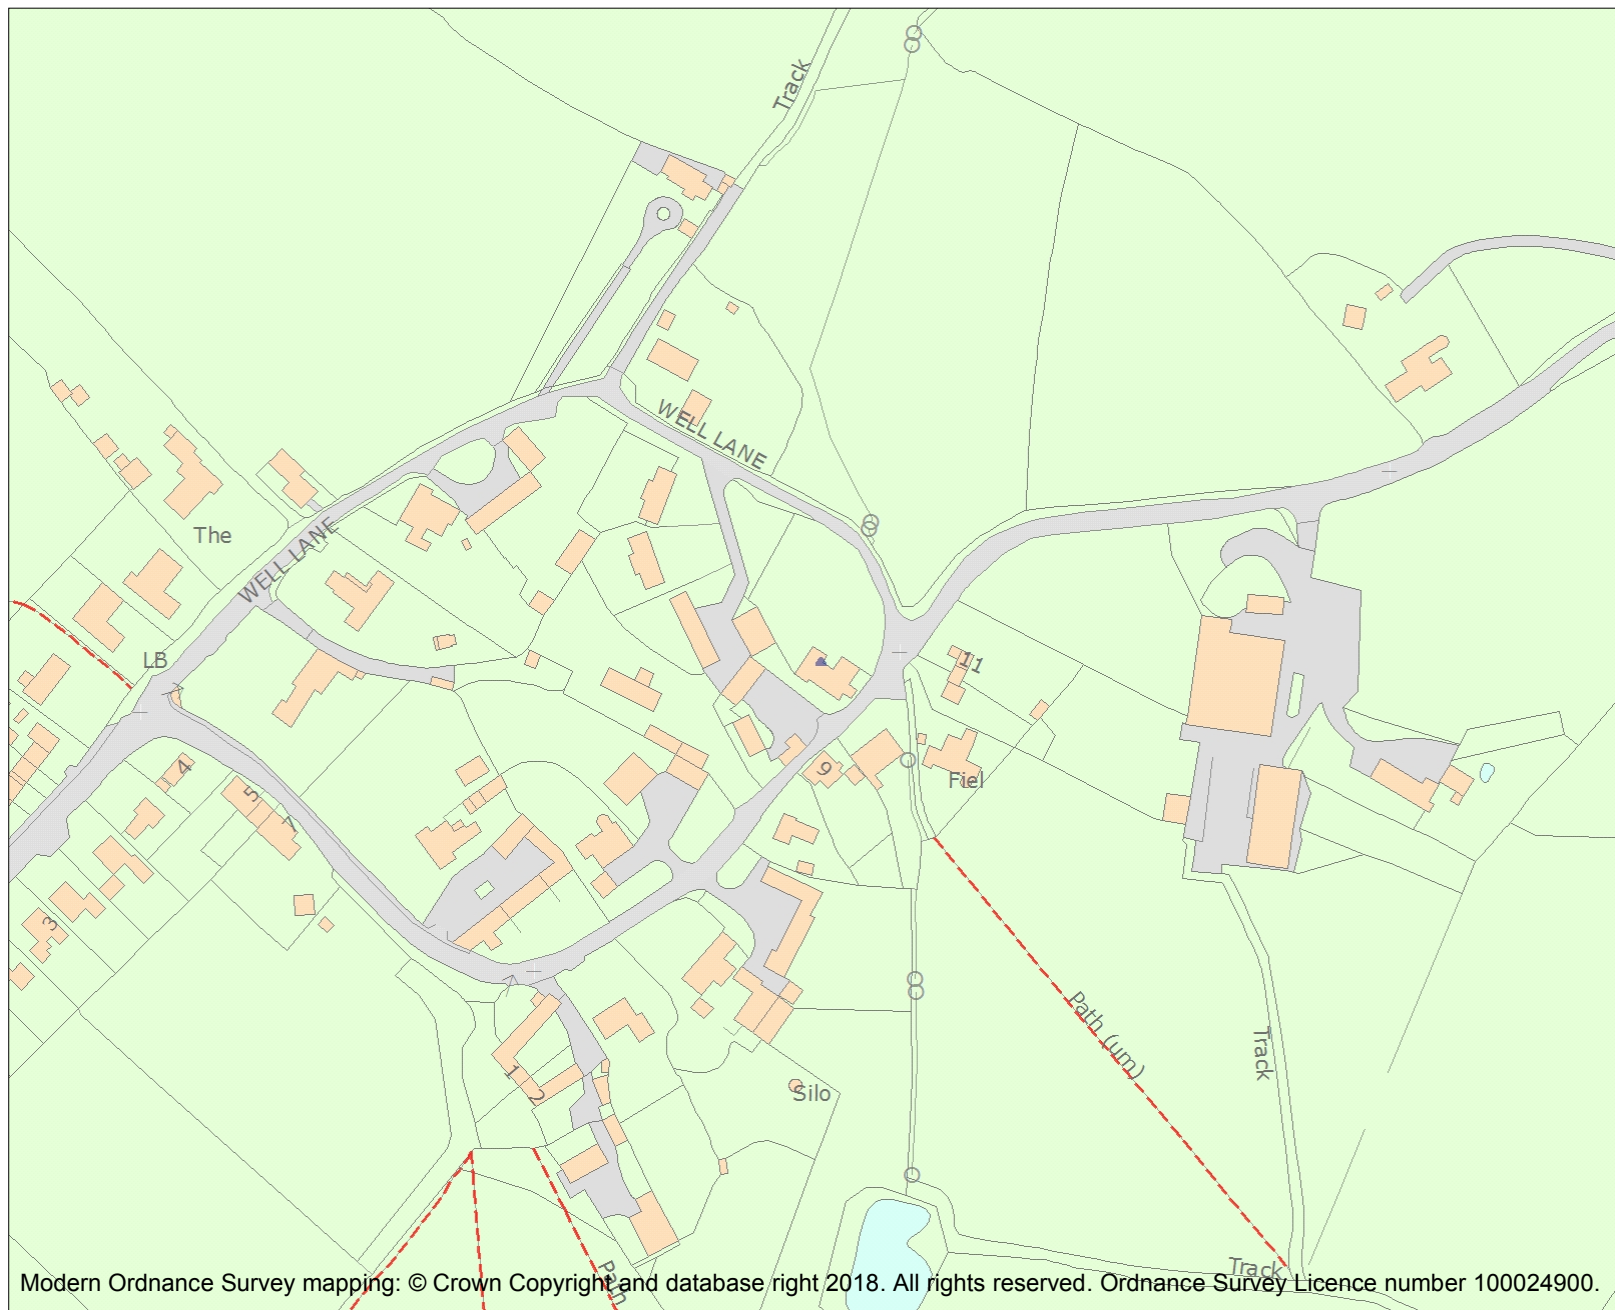 Track
WELL LANE
The
WELL LANE
LB
11
4
9
Fiel
5
7
3
Path (um)
Track
1
2
Silo
Path
Track
Modern Ordnance Survey mapping: © Crown Copyright and database right 2018. All rights reserved. Ordnance Survey Licence number 100024900.